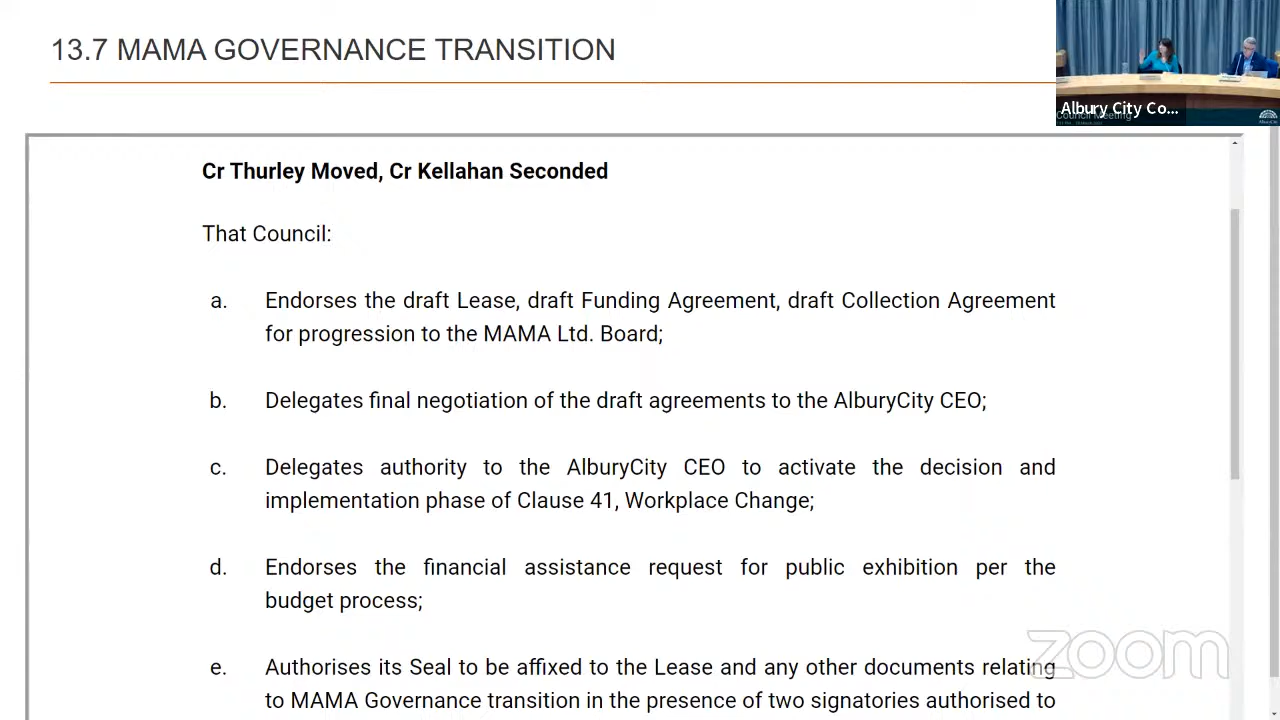 13.7 MAMA GOVERNANCE TRANSITION
Albury City Co...
Council Meeting
Cr Thurley Moved, Cr Kellahan Seconded
That Council:
a. Endorses the draft Lease, draft Funding Agreement, draft Collection Agreement
for progression to the MAMA Ltd. Board;
b. Delegates final negotiation of the draft agreements to the AlburyCity CEO;
c. Delegates authority to the AlburyCity CEO to activate the decision and
implementation phase of Clause 41, Workplace Change;
d. Endorses the financial assistance request for public exhibition per the
budget process;
e. Authorises its Seal to be affixed to the Lease and any other documents relating
to MAMA Governance transition in the presence of two signatories authorised to
zoom